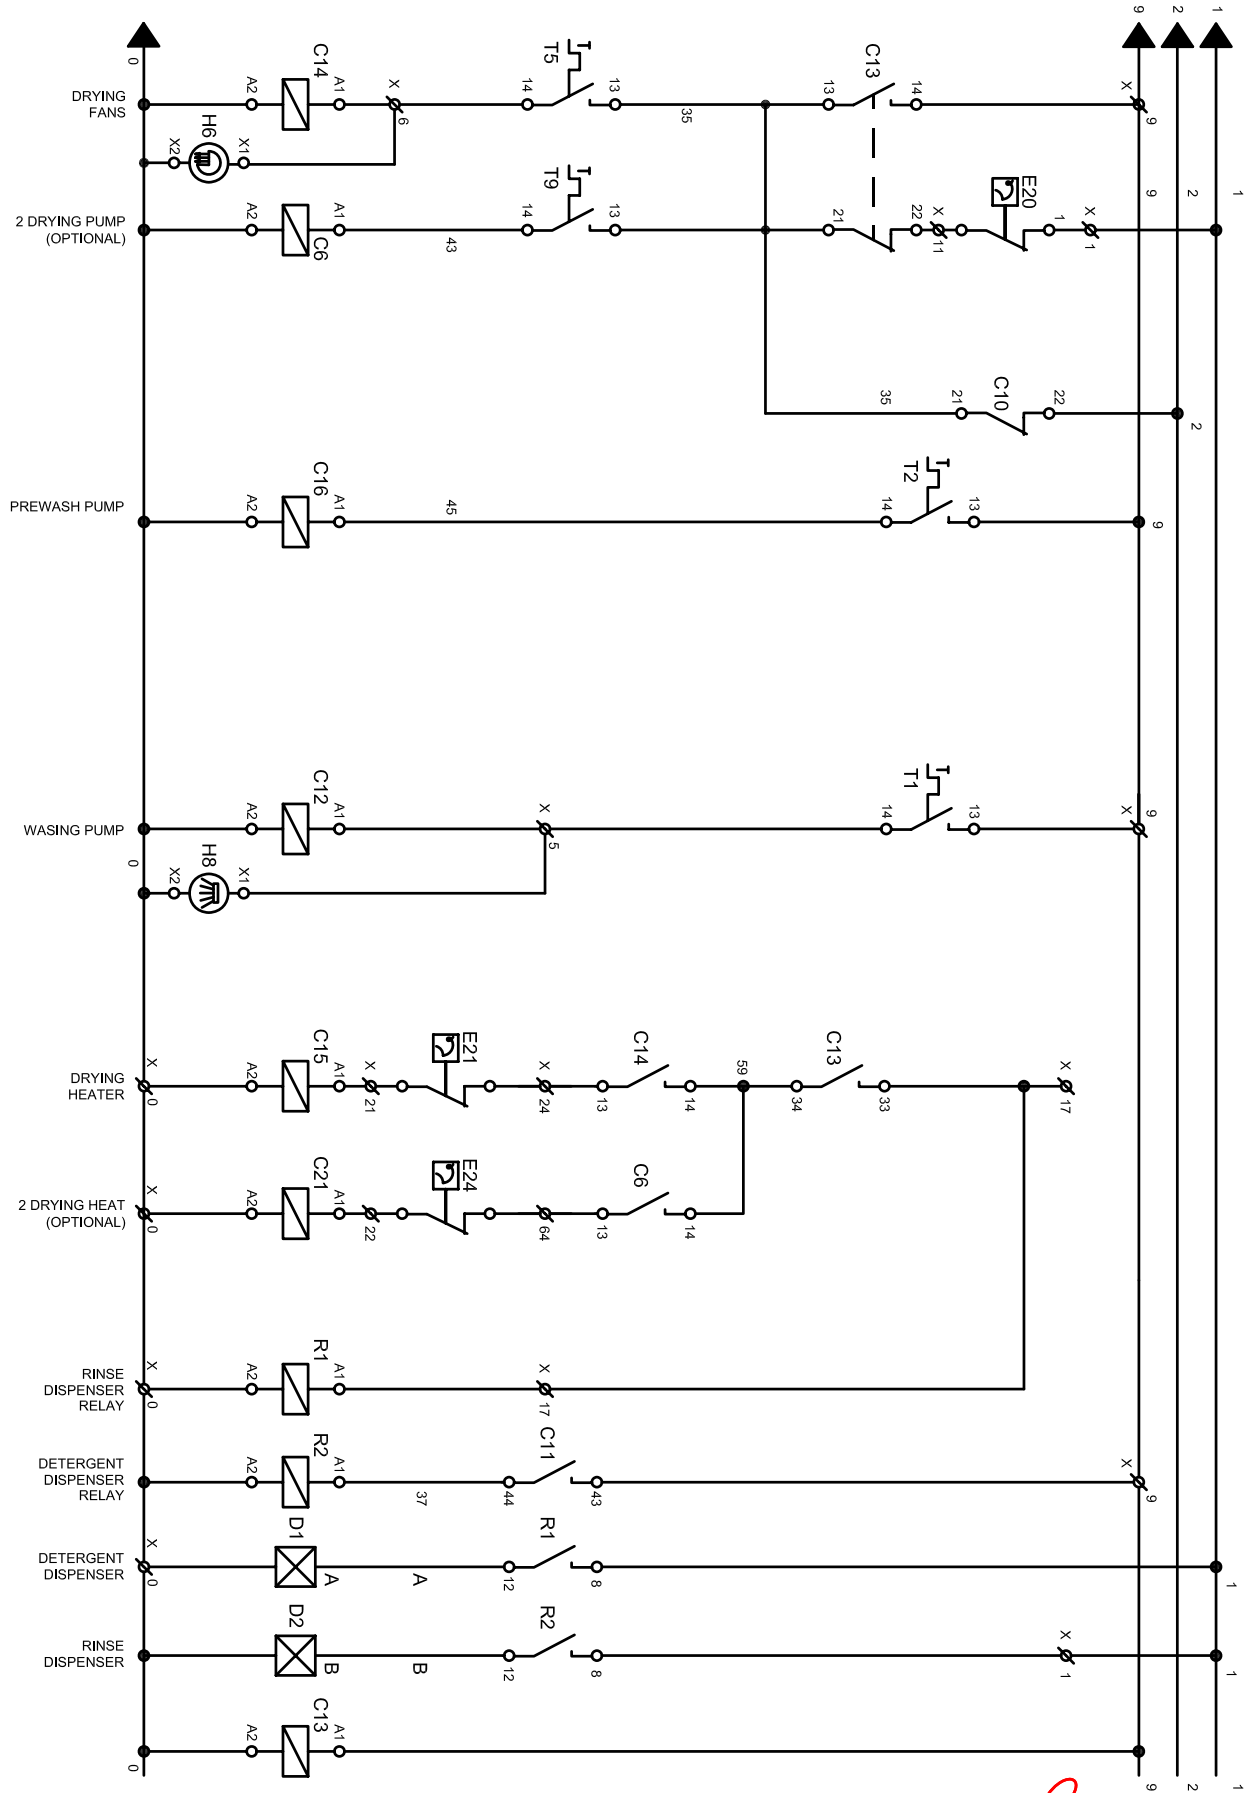 9
2
1
0
C14
T5
C13
DRYING
FANS
A2
A1
X
6
14
13
35
13
14
X
9
H6
X2
X1
T9
E20
9
2
1
2 DRYING PUMP
(OPTIONAL)
A2
A1
C6
43
14
13
21
22
X
11
1
X
1
C10
35
21
22
2
C16
T2
PREWASH PUMP
A2
A1
45
14
13
9
C12
T1
WASING PUMP
A2
A1
X
5
14
13
X
9
0
H8
X2
X1
C15
E21
C14
59
C13
DRYING
HEATER
X
0
A2
A1
X
21
X
24
13
14
34
33
X
17
C21
E24
C6
2 DRYING HEAT
(OPTIONAL)
X
0
A2
A1
22
64
13
14
R1
RINSE
DISPENSER
RELAY
X
0
A2
A1
X
17
R2
C11
DETERGENT
DISPENSER
RELAY
A2
A1
37
44
43
X
9
D1
R1
DETERGENT
DISPENSER
X
0
A
A
12
8
1
D2
R2
RINSE
DISPENSER
B
B
12
8
X
1
1
C13
A2
A1
0
9
2
1